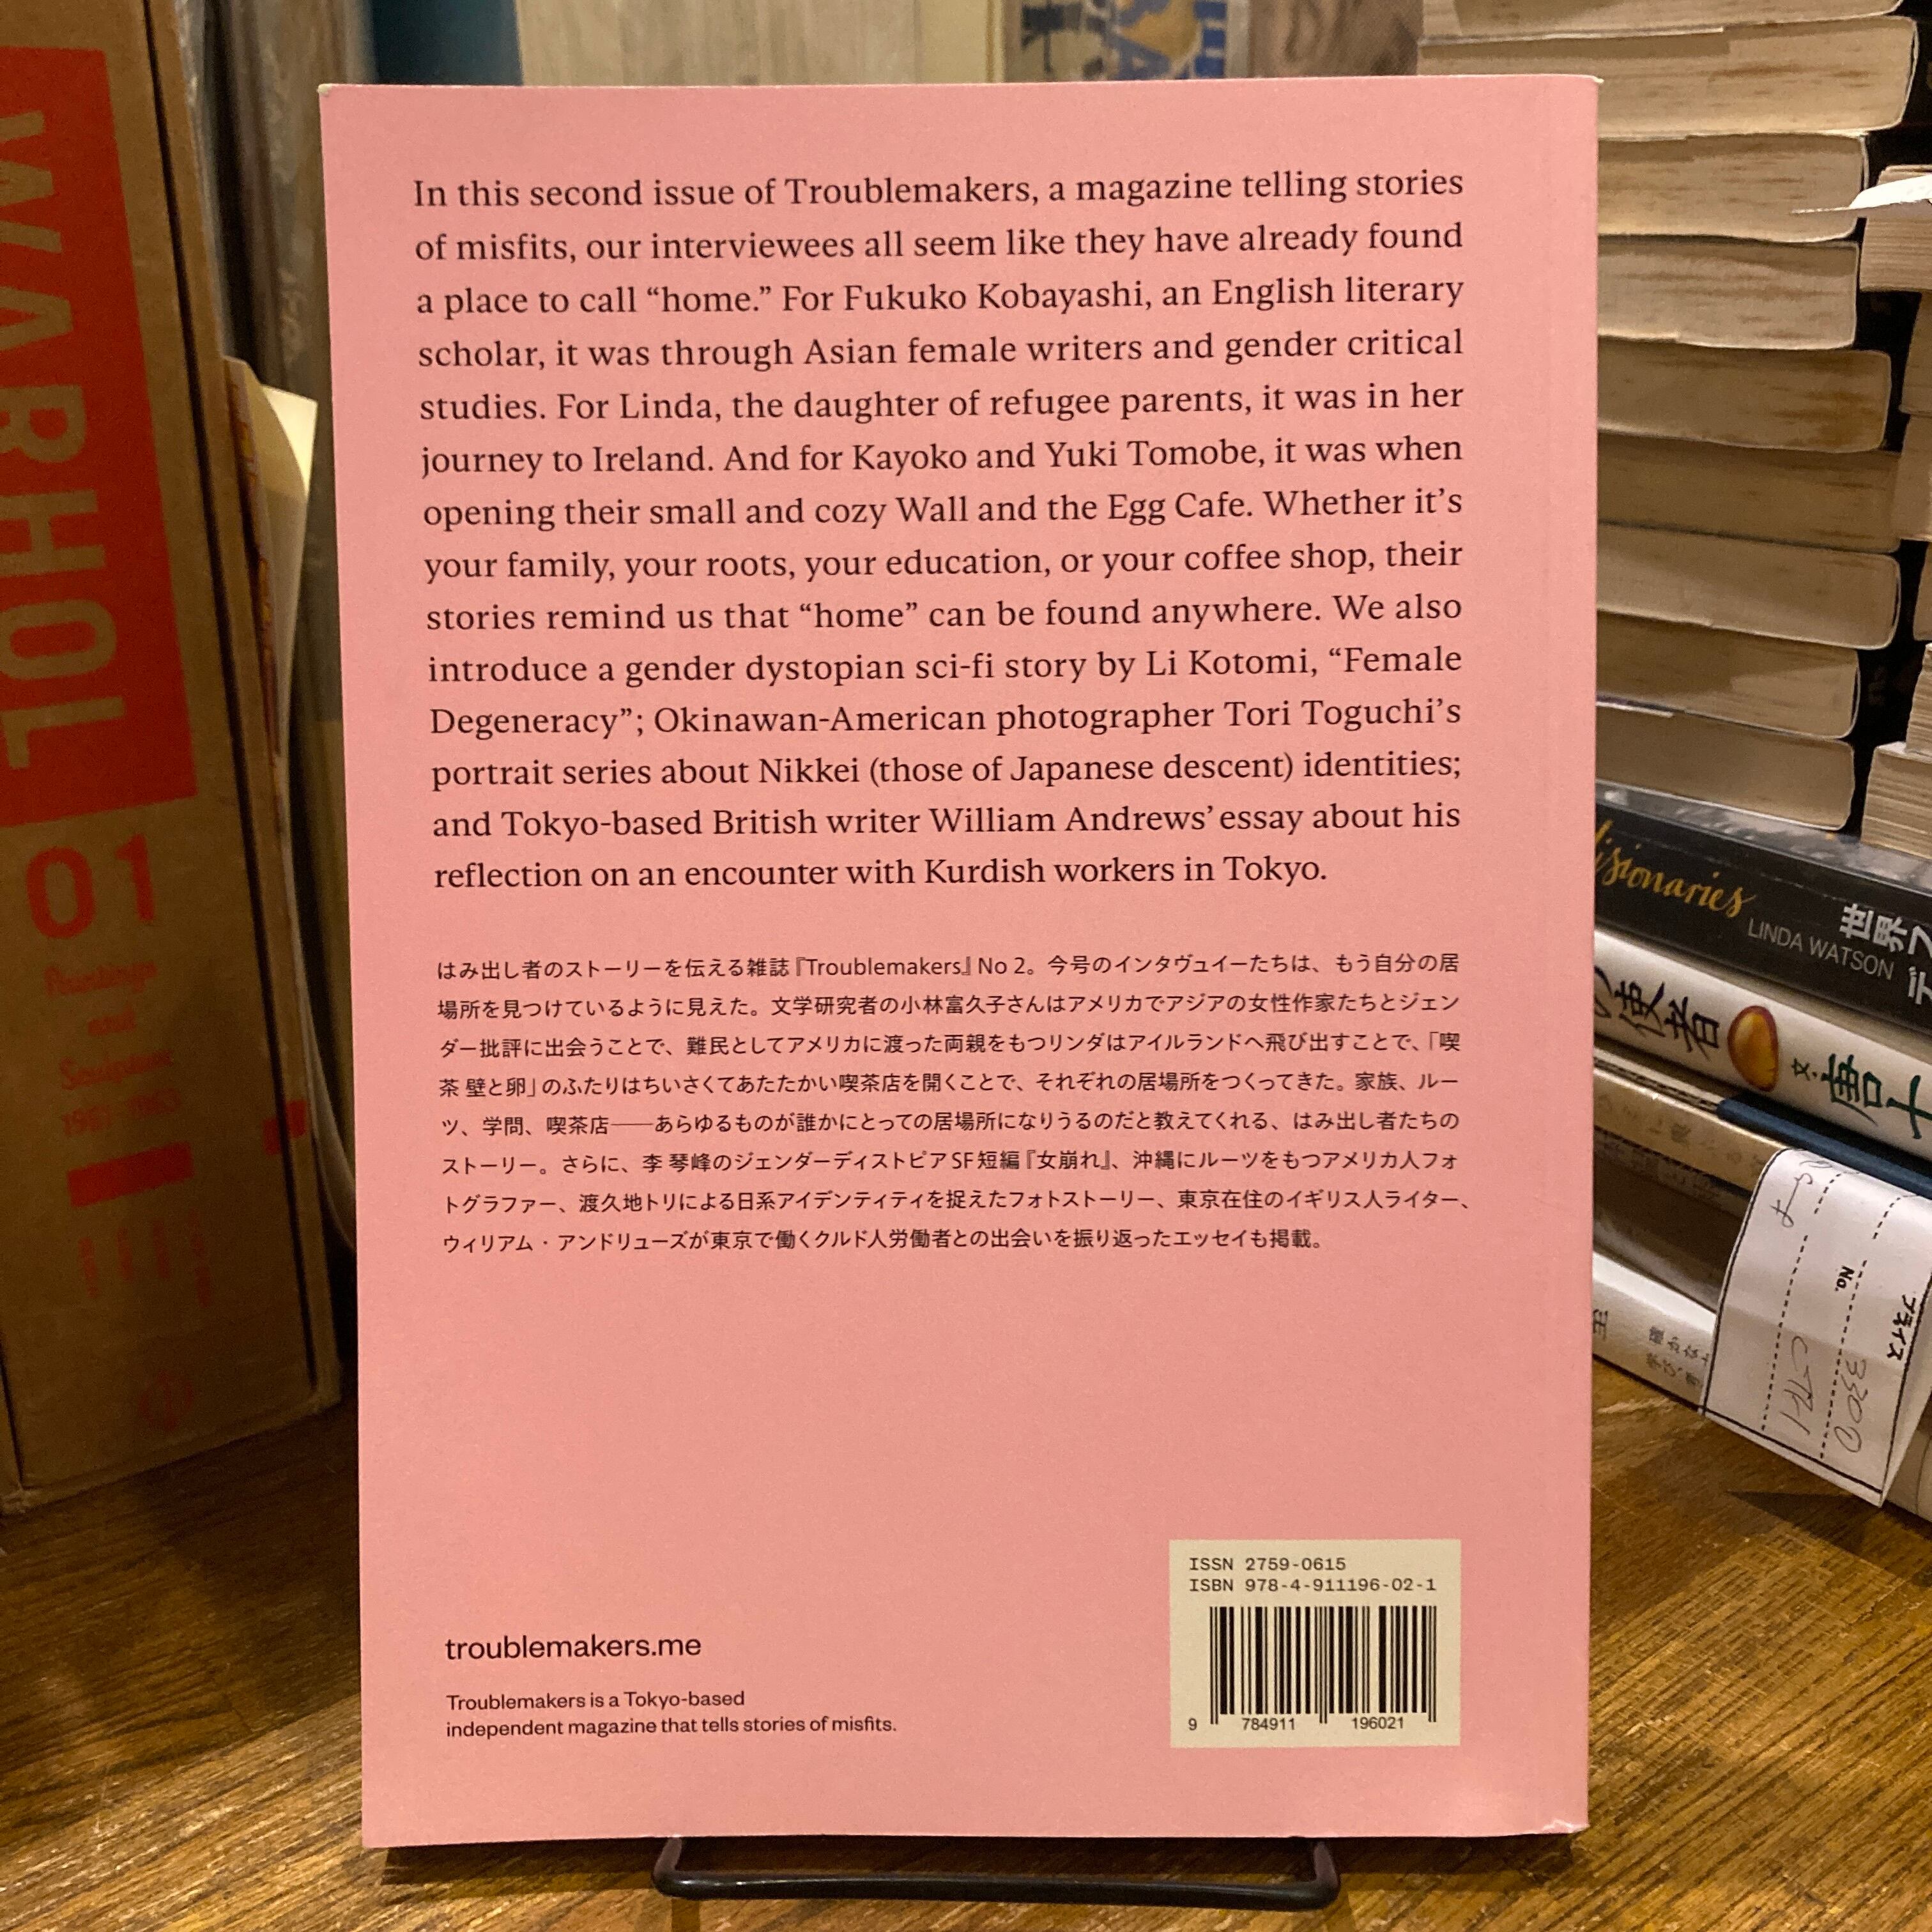 In this second issue of Troublemakers, a magazine telling stories
of misfits, our interviewees all seem like they have already found
a place to call “home.” For Fukuko Kobayashi, an English literary
scholar, it was through Asian female writers and gender critical
studies. For Linda, the daughter of refugee parents, it was in her
journey to Ireland. And for Kayoko and Yuki Tomobe, it was when
opening their small and cozy Wall and the Egg Cafe. Whether it’s
your family, your roots, your education, or your coffee shop, their
stories remind us that “home” can be found anywhere. We also
introduce a gender dystopian sci-fi story by Li Kotomi, “Female
Degeneracy”; Okinawan-American photographer Tori Toguchi’s
portrait series about Nikkei (those of Japanese descent) identities;
and Tokyo-based British writer William Andrews’ essay about his
reflection on an encounter with Kurdish workers in Tokyo.
はみ出し者のストーリーを伝える雑誌『Troublemakers』No 2。今号のインタヴュイーたちは、もう自分の居
場所を見つけているように見えた。文学研究者の小林富久子さんはアメリカでアジアの女性作家たちとジェン
ダー批評に出会うことで、難民としてアメリカに渡った両親をもつリンダはアイルランドへ飛び出すことで、「喫
茶 壁と卵」のふたりはちいさくてあたたかい喫茶店を開くことで、それぞれの居場所をつくってきた。家族、ルー
ツ、学問、喫茶店——あらゆるものが誰かにとっての居場所になりうるのだと教えてくれる、はみ出し者たちの
ストーリー。さらに、李 琴峰のジェンダーディストピアSF短編『女崩れ』、沖縄にルーツをもつアメリカ人フォ
トグラファー、渡久地トリによる日系アイデンティティを捉えたフォトストーリー、東京在住のイギリス人ライター、
ウィリアム・アンドリューズが東京で働くクルド人労働者との出会いを振り返ったエッセイも掲載。
troublemakers.me
Troublemakers is a Tokyo-based
independent magazine that tells stories of misfits.
ISSN 2759-0615
ISBN 978-4-911196-02-1
9 784911 196021
WARHOL
01
Paintings
and
Sculpture
Visionaries
LINDA WATSON
世界フ
の使者
文・
プライス
No.
3300